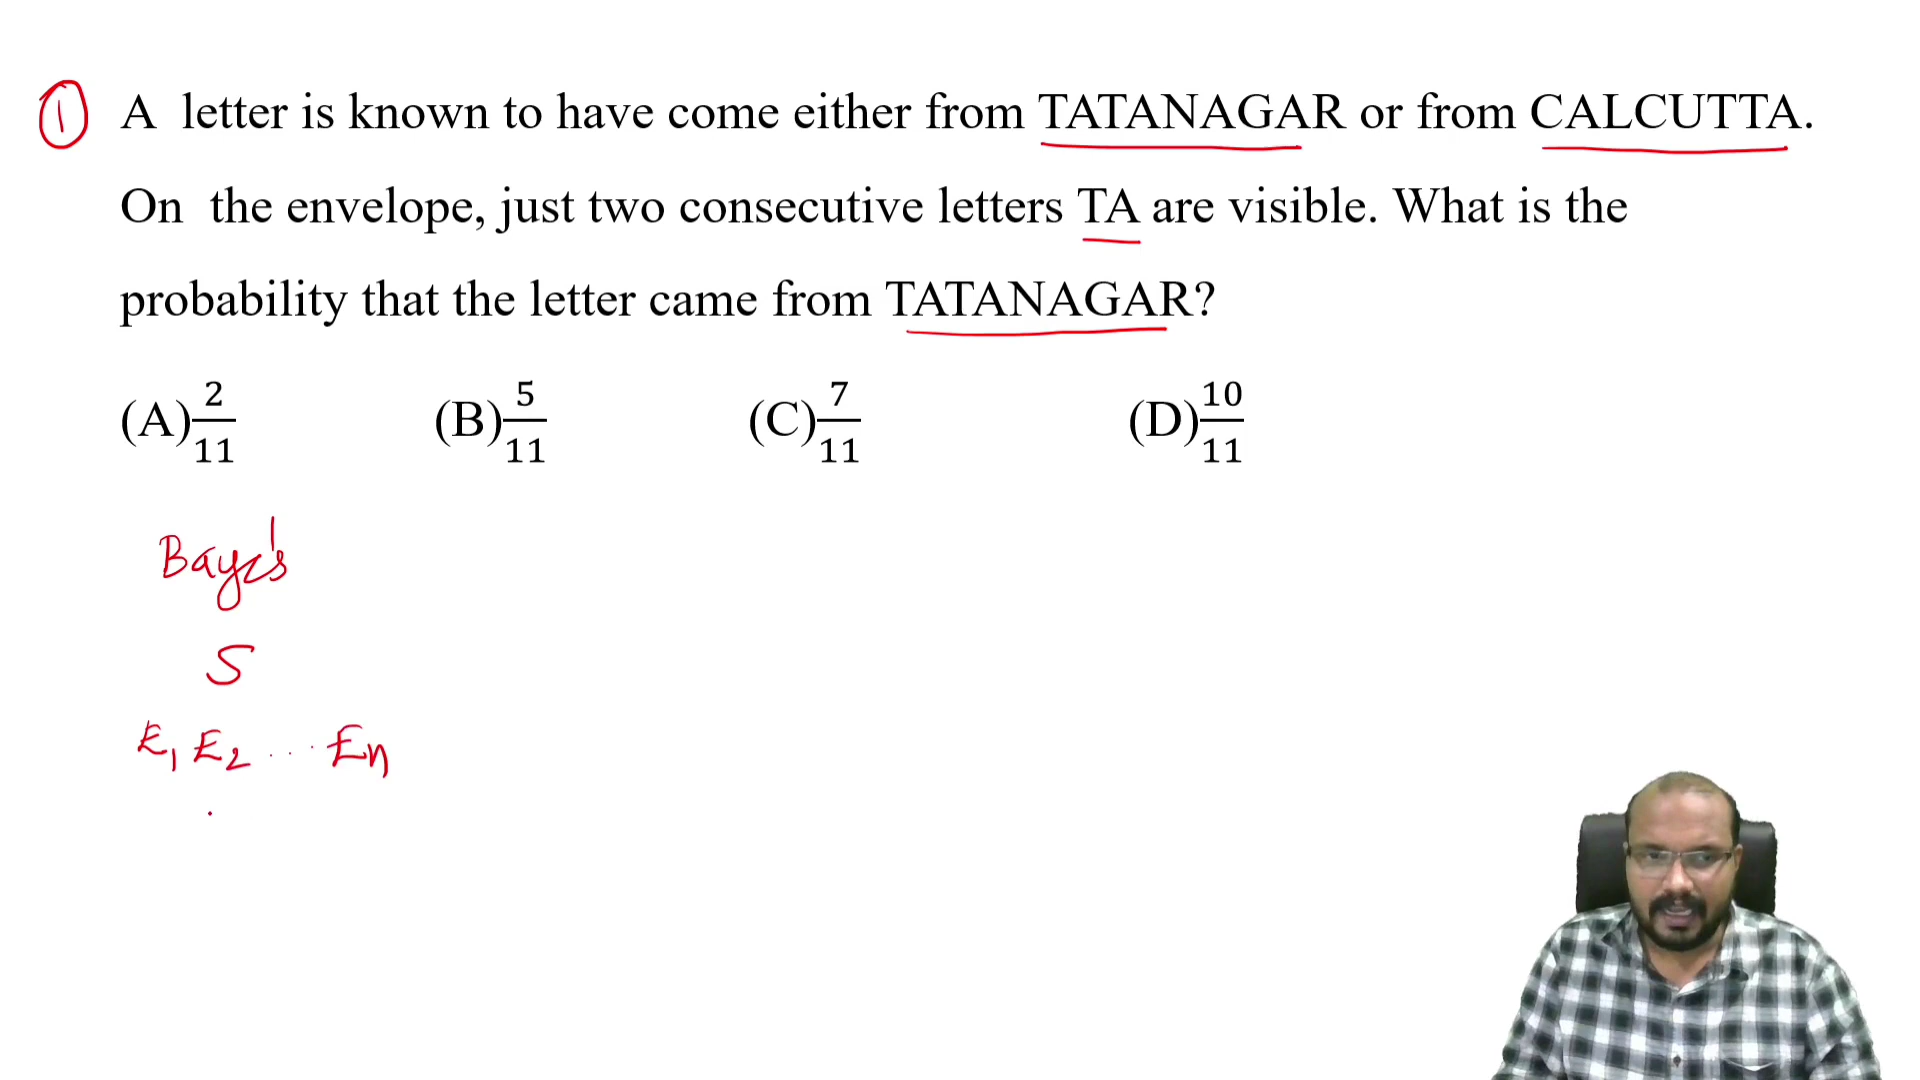 ① A letter is known to have come either from TATANAGAR or from CALCUTTA.
On the envelope, just two consecutive letters TA are visible. What is the
probability that the letter came from TATANAGAR?
(A) 2/11 (B) 5/11 (C) 7/11 (D) 10/11
Baye's
S
E₁ E₂ ... En